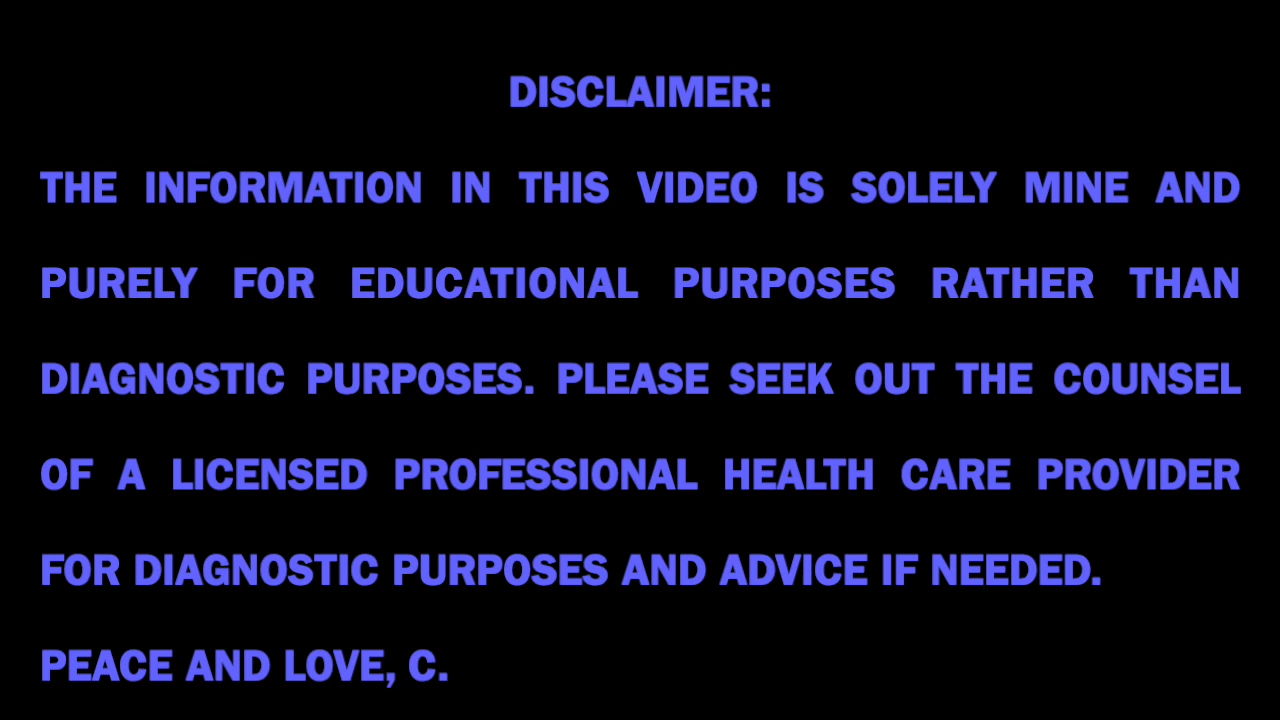 DISCLAIMER:
THE INFORMATION IN THIS VIDEO IS SOLELY MINE AND
PURELY FOR EDUCATIONAL PURPOSES RATHER THAN
DIAGNOSTIC PURPOSES. PLEASE SEEK OUT THE COUNSEL
OF A LICENSED PROFESSIONAL HEALTH CARE PROVIDER
FOR DIAGNOSTIC PURPOSES AND ADVICE IF NEEDED.
PEACE AND LOVE, C.